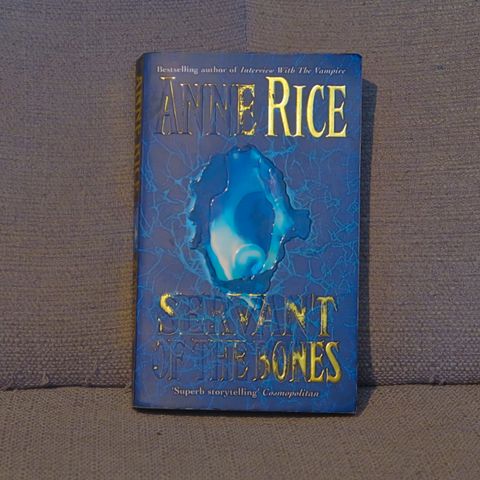 Bestselling author of Interview With The Vampire
ANNE RICE
SERVANT
OF THE BONES
'Superb storytelling' Cosmopolitan